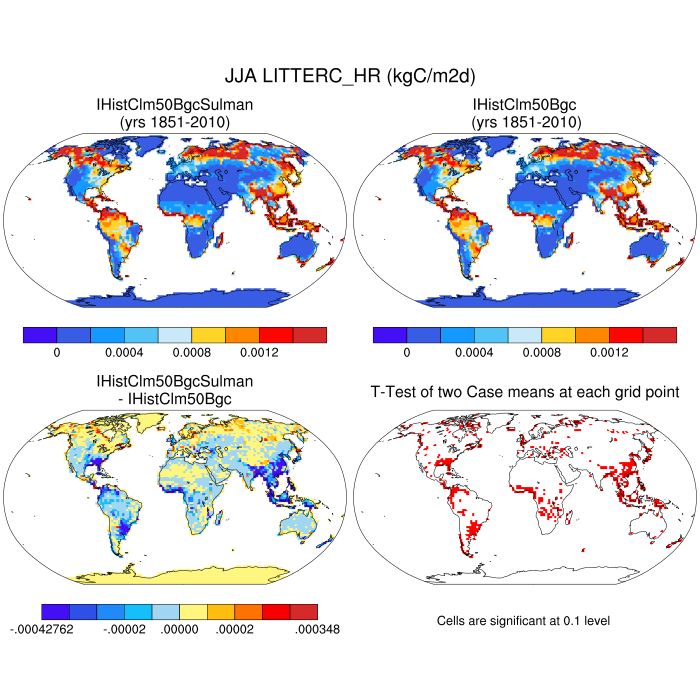 JJA LITTERC_HR (kgC/m2d)
IHistClm50BgcSulman
(yrs 1851-2010)
IHistClm50Bgc
(yrs 1851-2010)
0 0.0004 0.0008 0.0012
0 0.0004 0.0008 0.0012
IHistClm50BgcSulman
- IHistClm50Bgc
T-Test of two Case means at each grid point
-.00042762 -.00002 .00000 .00002 .000348
Cells are significant at 0.1 level